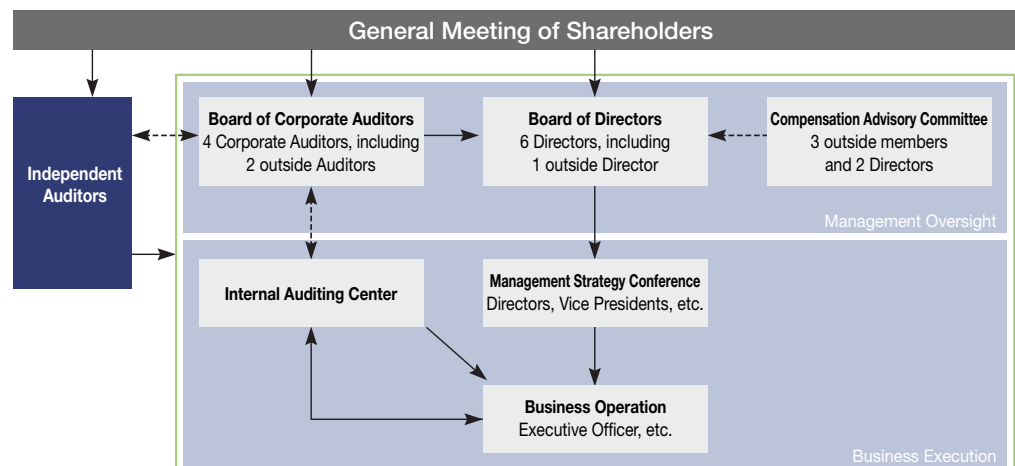 General Meeting of Shareholders
Independent
Auditors
Board of Corporate Auditors
4 Corporate Auditors, including
2 outside Auditors
Board of Directors
6 Directors, including
1 outside Director
Compensation Advisory Committee
3 outside members
and 2 Directors
Management Oversight
Internal Auditing Center
Management Strategy Conference
Directors, Vice Presidents, etc.
Business Operation
Executive Officer, etc.
Business Execution